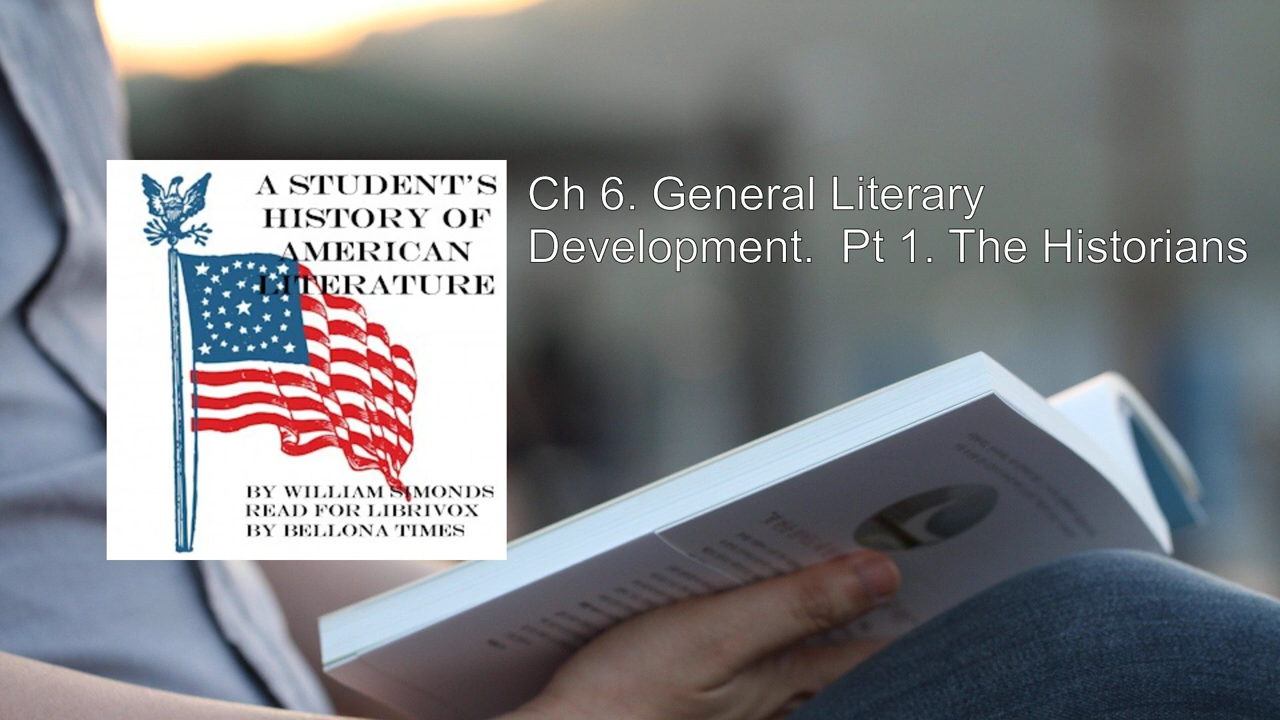 A STUDENT'S
HISTORY OF
AMERICAN
LITERATURE
BY WILLIAM SIMONDS
READ FOR LIBRIVOX
BY BELLONA TIMES
Ch 6. General Literary
Development.  Pt 1. The Historians